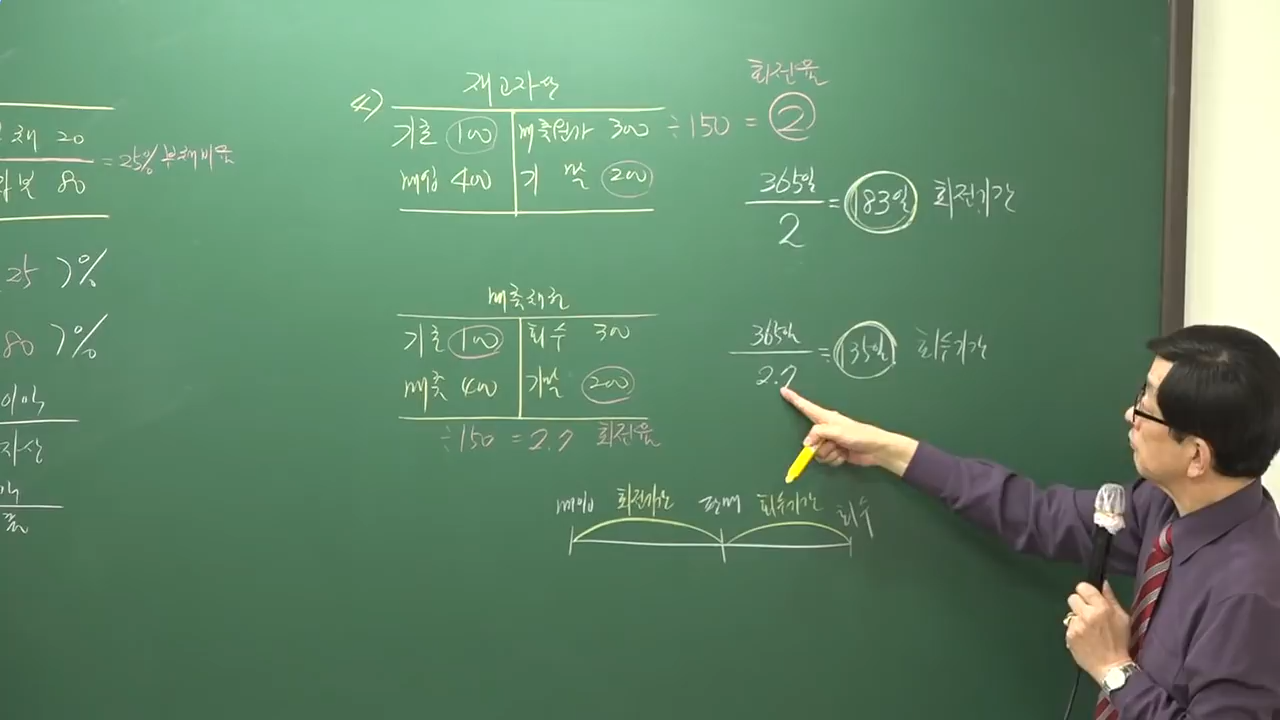 채 20
= 25% 부채비율
본 80
25 )%
80 )%
이익
자산
4) 재고자산
기초 100 매출원가 300 ÷150 = 2 회전율
매입 400 기말 200
365일
2
= 183일 회전기간
매출채권
기초 100 회수 300
매출 400 기말 200
÷150 = 2.7 회전율
365일
2.7
= 135일 회수기간
매입 회전기간 판매 회수기간 회수